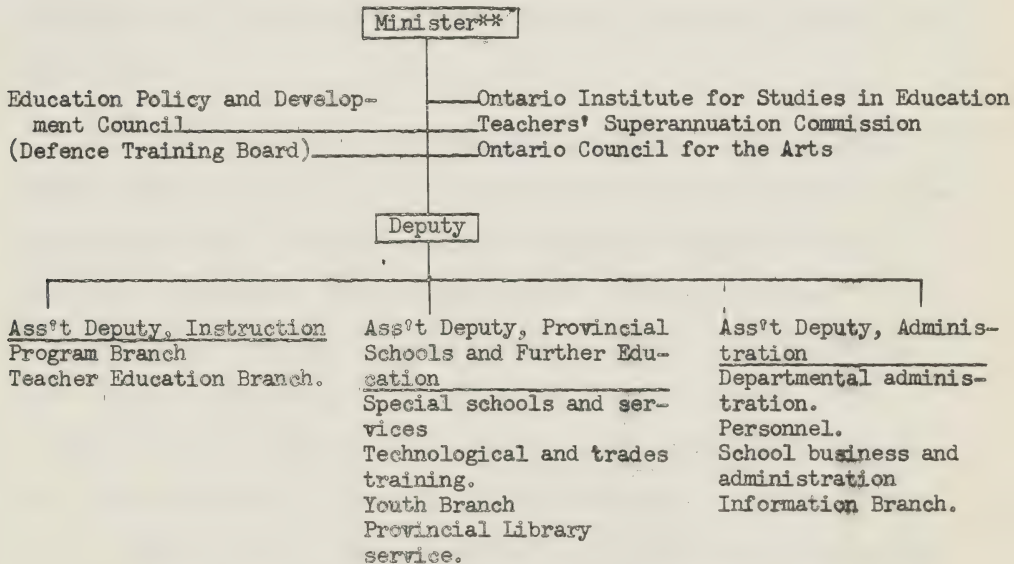 Minister**
Education Policy and Develop-
ment Council
(Defence Training Board)
Ontario Institute for Studies in Education
Teachers' Superannuation Commission
Ontario Council for the Arts
Deputy
Ass't Deputy, Instruction
Program Branch
Teacher Education Branch.
Ass't Deputy, Provincial
Schools and Further Edu-
cation
Special schools and ser-
vices
Technological and trades
training.
Youth Branch
Provincial Library
service.
Ass't Deputy, Adminis-
tration
Departmental adminis-
tration.
Personnel.
School business and
administration
Information Branch.